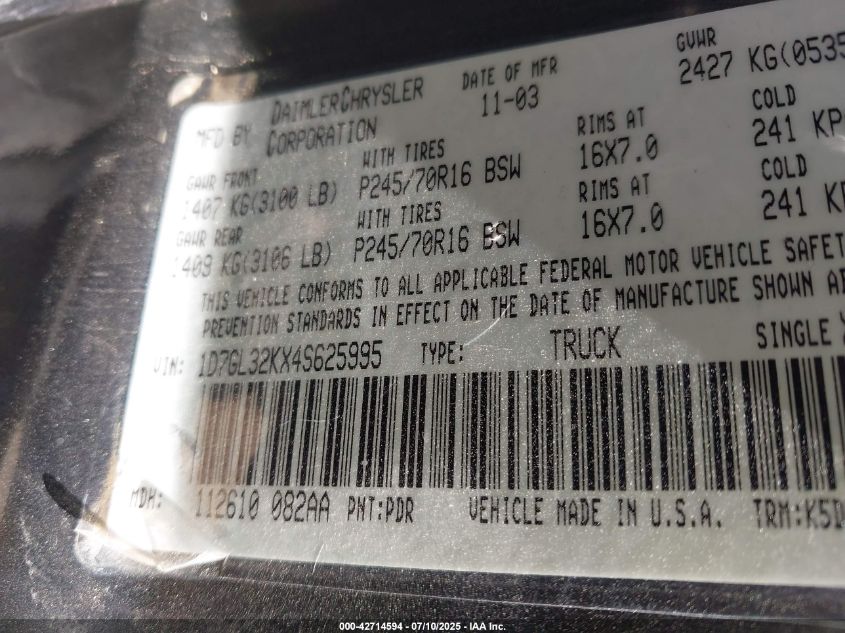 MFD BY DAIMLERCHRYSLER CORPORATION DATE OF MFR 11-03 GVWR 2427 KG(0535
GAWR FRONT WITH TIRES RIMS AT COLD
1407 KG(3100 LB) P245/70R16 BSW 16X7.0 241 KP
GAWR REAR WITH TIRES RIMS AT COLD
1409 KG(3106 LB) P245/70R16 BSW 16X7.0 241 KP
THIS VEHICLE CONFORMS TO ALL APPLICABLE FEDERAL MOTOR VEHICLE SAFET
PREVENTION STANDARDS IN EFFECT ON THE DATE OF MANUFACTURE SHOWN AB
VIN: 1D7GL32KX4S625995 TYPE: TRUCK SINGLE
MDH: 112610 082AA PNT:PDR VEHICLE MADE IN U.S.A. TRM:K5D
000-42714594 - 07/10/2025 - IAA Inc.